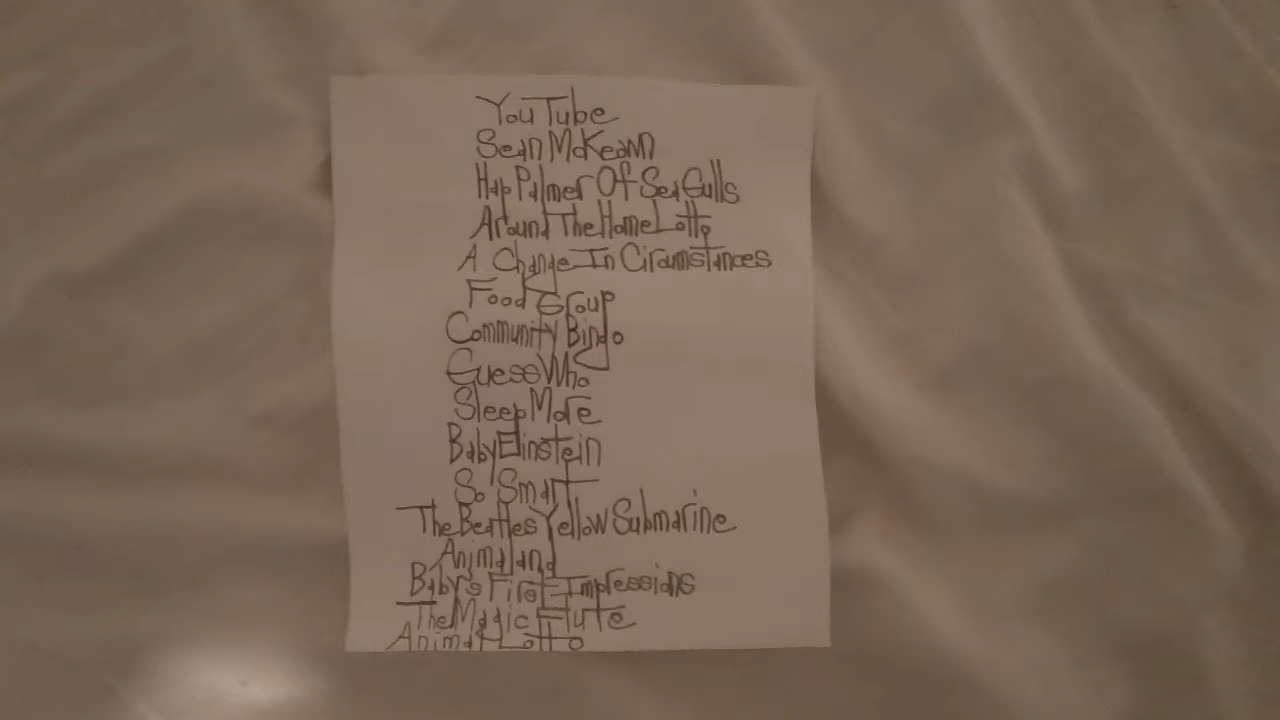 YouTube
Sean McKeown
Hap Palmer Of Sea Gulls
Around The Home Lotto
A Change In Circumstances
Food Group
Community Bingo
Guess Who
Sleep More
Baby Einstein
So Smart
The Beatles Yellow Submarine
Animaland
Baby's First Impressions
The Magic Flute
Animal Lotto